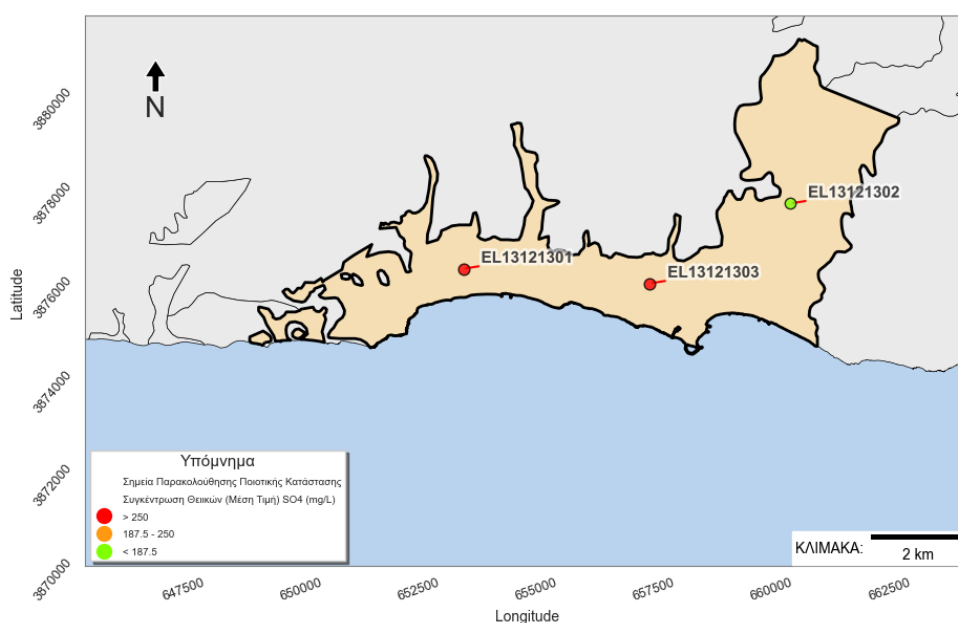 N
EL13121302
EL13121301
EL13121303
3880000
3878000
3876000
3874000
3872000
3870000
Latitude
Υπόμνημα
Σημεία Παρακολούθησης Ποιοτικής Κατάστασης
Συγκέντρωση Θειικών (Μέση Τιμή) SO4 (mg/L)
> 250
187.5 - 250
< 187.5
ΚΛΙΜΑΚΑ:
2 km
647500
650000
652500
655000
657500
660000
662500
Longitude